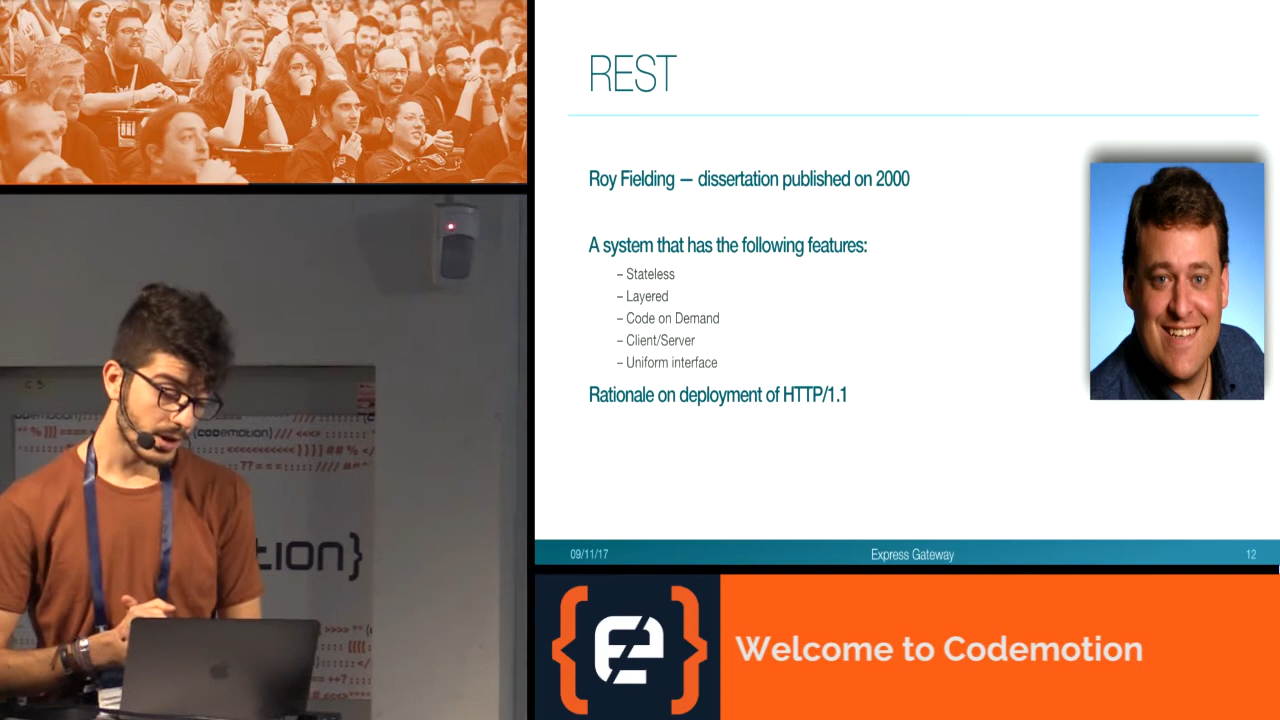 REST
Roy Fielding — dissertation published on 2000
A system that has the following features:
– Stateless
– Layered
– Code on Demand
– Client/Server
– Uniform interface
Rationale on deployment of HTTP/1.1
09/11/17
Express Gateway
12
{codemotion}
tion}
Welcome to Codemotion